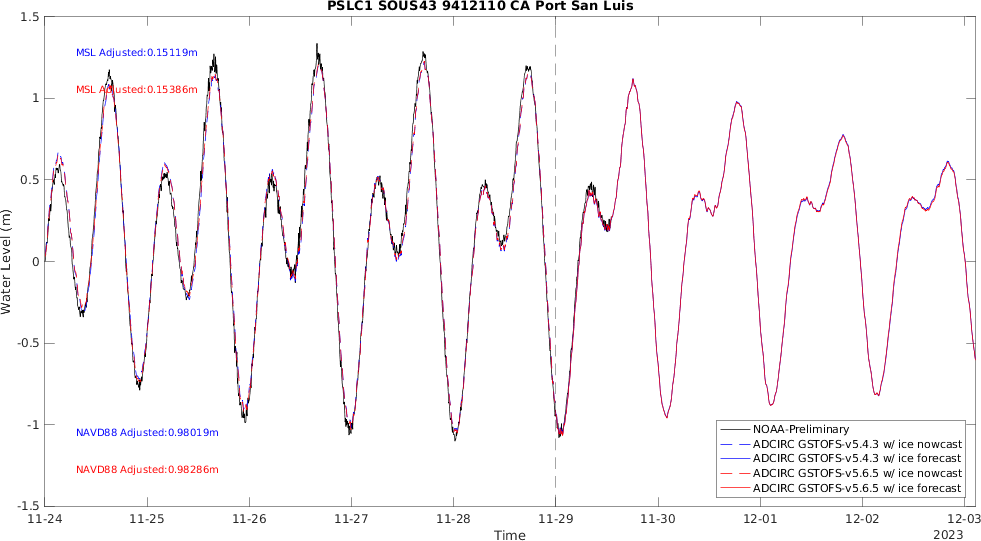 PSLC1 SOUS43 9412110 CA Port San Luis
MSL Adjusted:0.15119m
MSL Adjusted:0.15386m
NAVD88 Adjusted:0.98019m
NAVD88 Adjusted:0.98286m
Water Level (m)
1.5
1
0.5
0
-0.5
-1
-1.5
NOAA-Preliminary
ADCIRC GSTOFS-v5.4.3 w/ ice nowcast
ADCIRC GSTOFS-v5.4.3 w/ ice forecast
ADCIRC GSTOFS-v5.6.5 w/ ice nowcast
ADCIRC GSTOFS-v5.6.5 w/ ice forecast
11-24 11-25 11-26 11-27 11-28 11-29 11-30 12-01 12-02 12-03
Time
2023